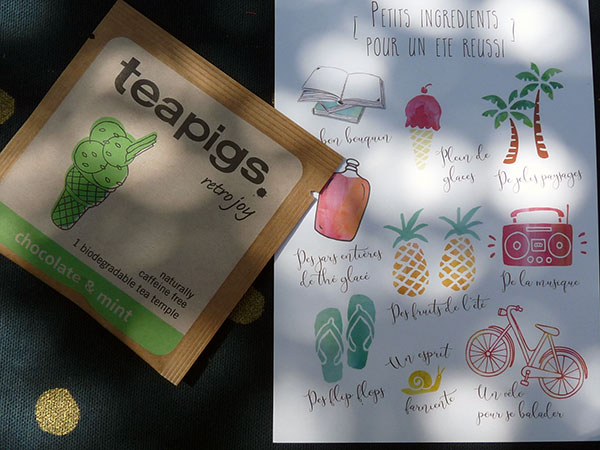 teapigs.
retro joy
chocolate & mint
naturally
caffeine free
1 biodegradable tea temple
[ PETITS INGREDIENTS ]
POUR UN ETE REUSSI
bon bouquin
Plein de
glaces
De jolis paysages
Des jars entières
de thé glacé
Des fruits de l'été
De la musique
Des flip flops
Un esprit
farniente
Un vélo
pour se balader